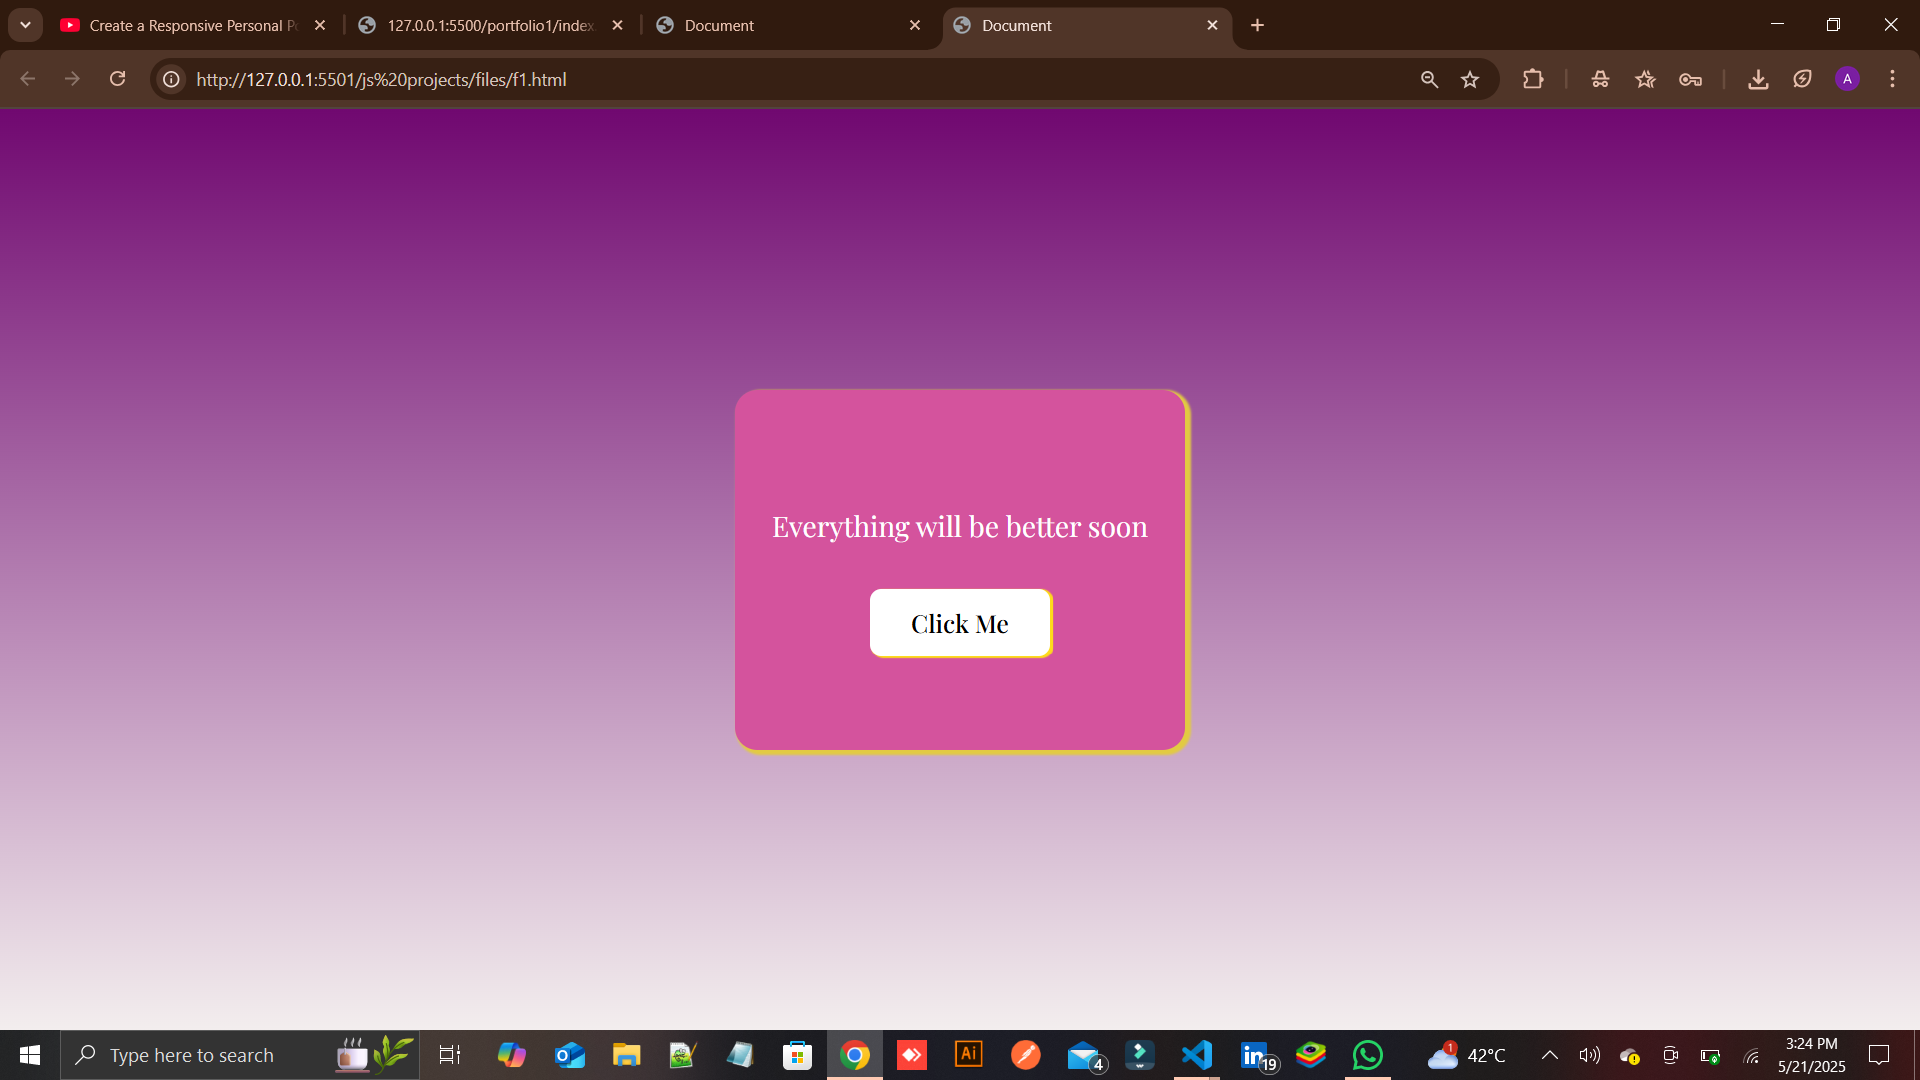 Create a Responsive Personal Po
127.0.0.1:5500/portfolio1/index.
Document
Document
http://127.0.0.1:5501/js%20projects/files/f1.html
A
Everything will be better soon
Click Me
Type here to search
Ai
4
in
19
1
42°C
3:24 PM
5/21/2025